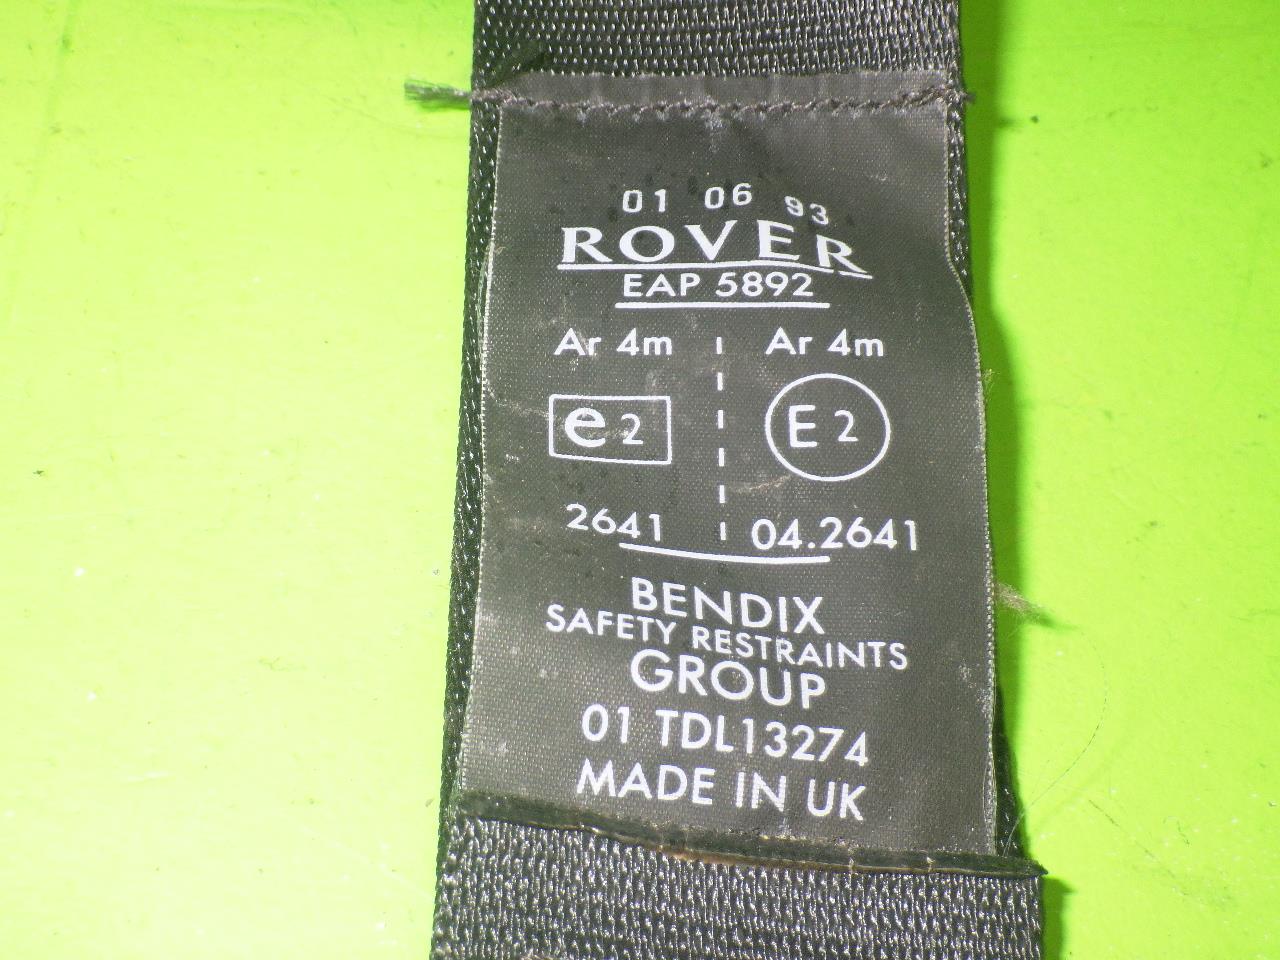 01 06 93
ROVER
EAP 5892
Ar 4m Ar 4m
e2 E2
2641 04.2641
BENDIX
SAFETY RESTRAINTS
GROUP
01 TDL13274
MADE IN UK